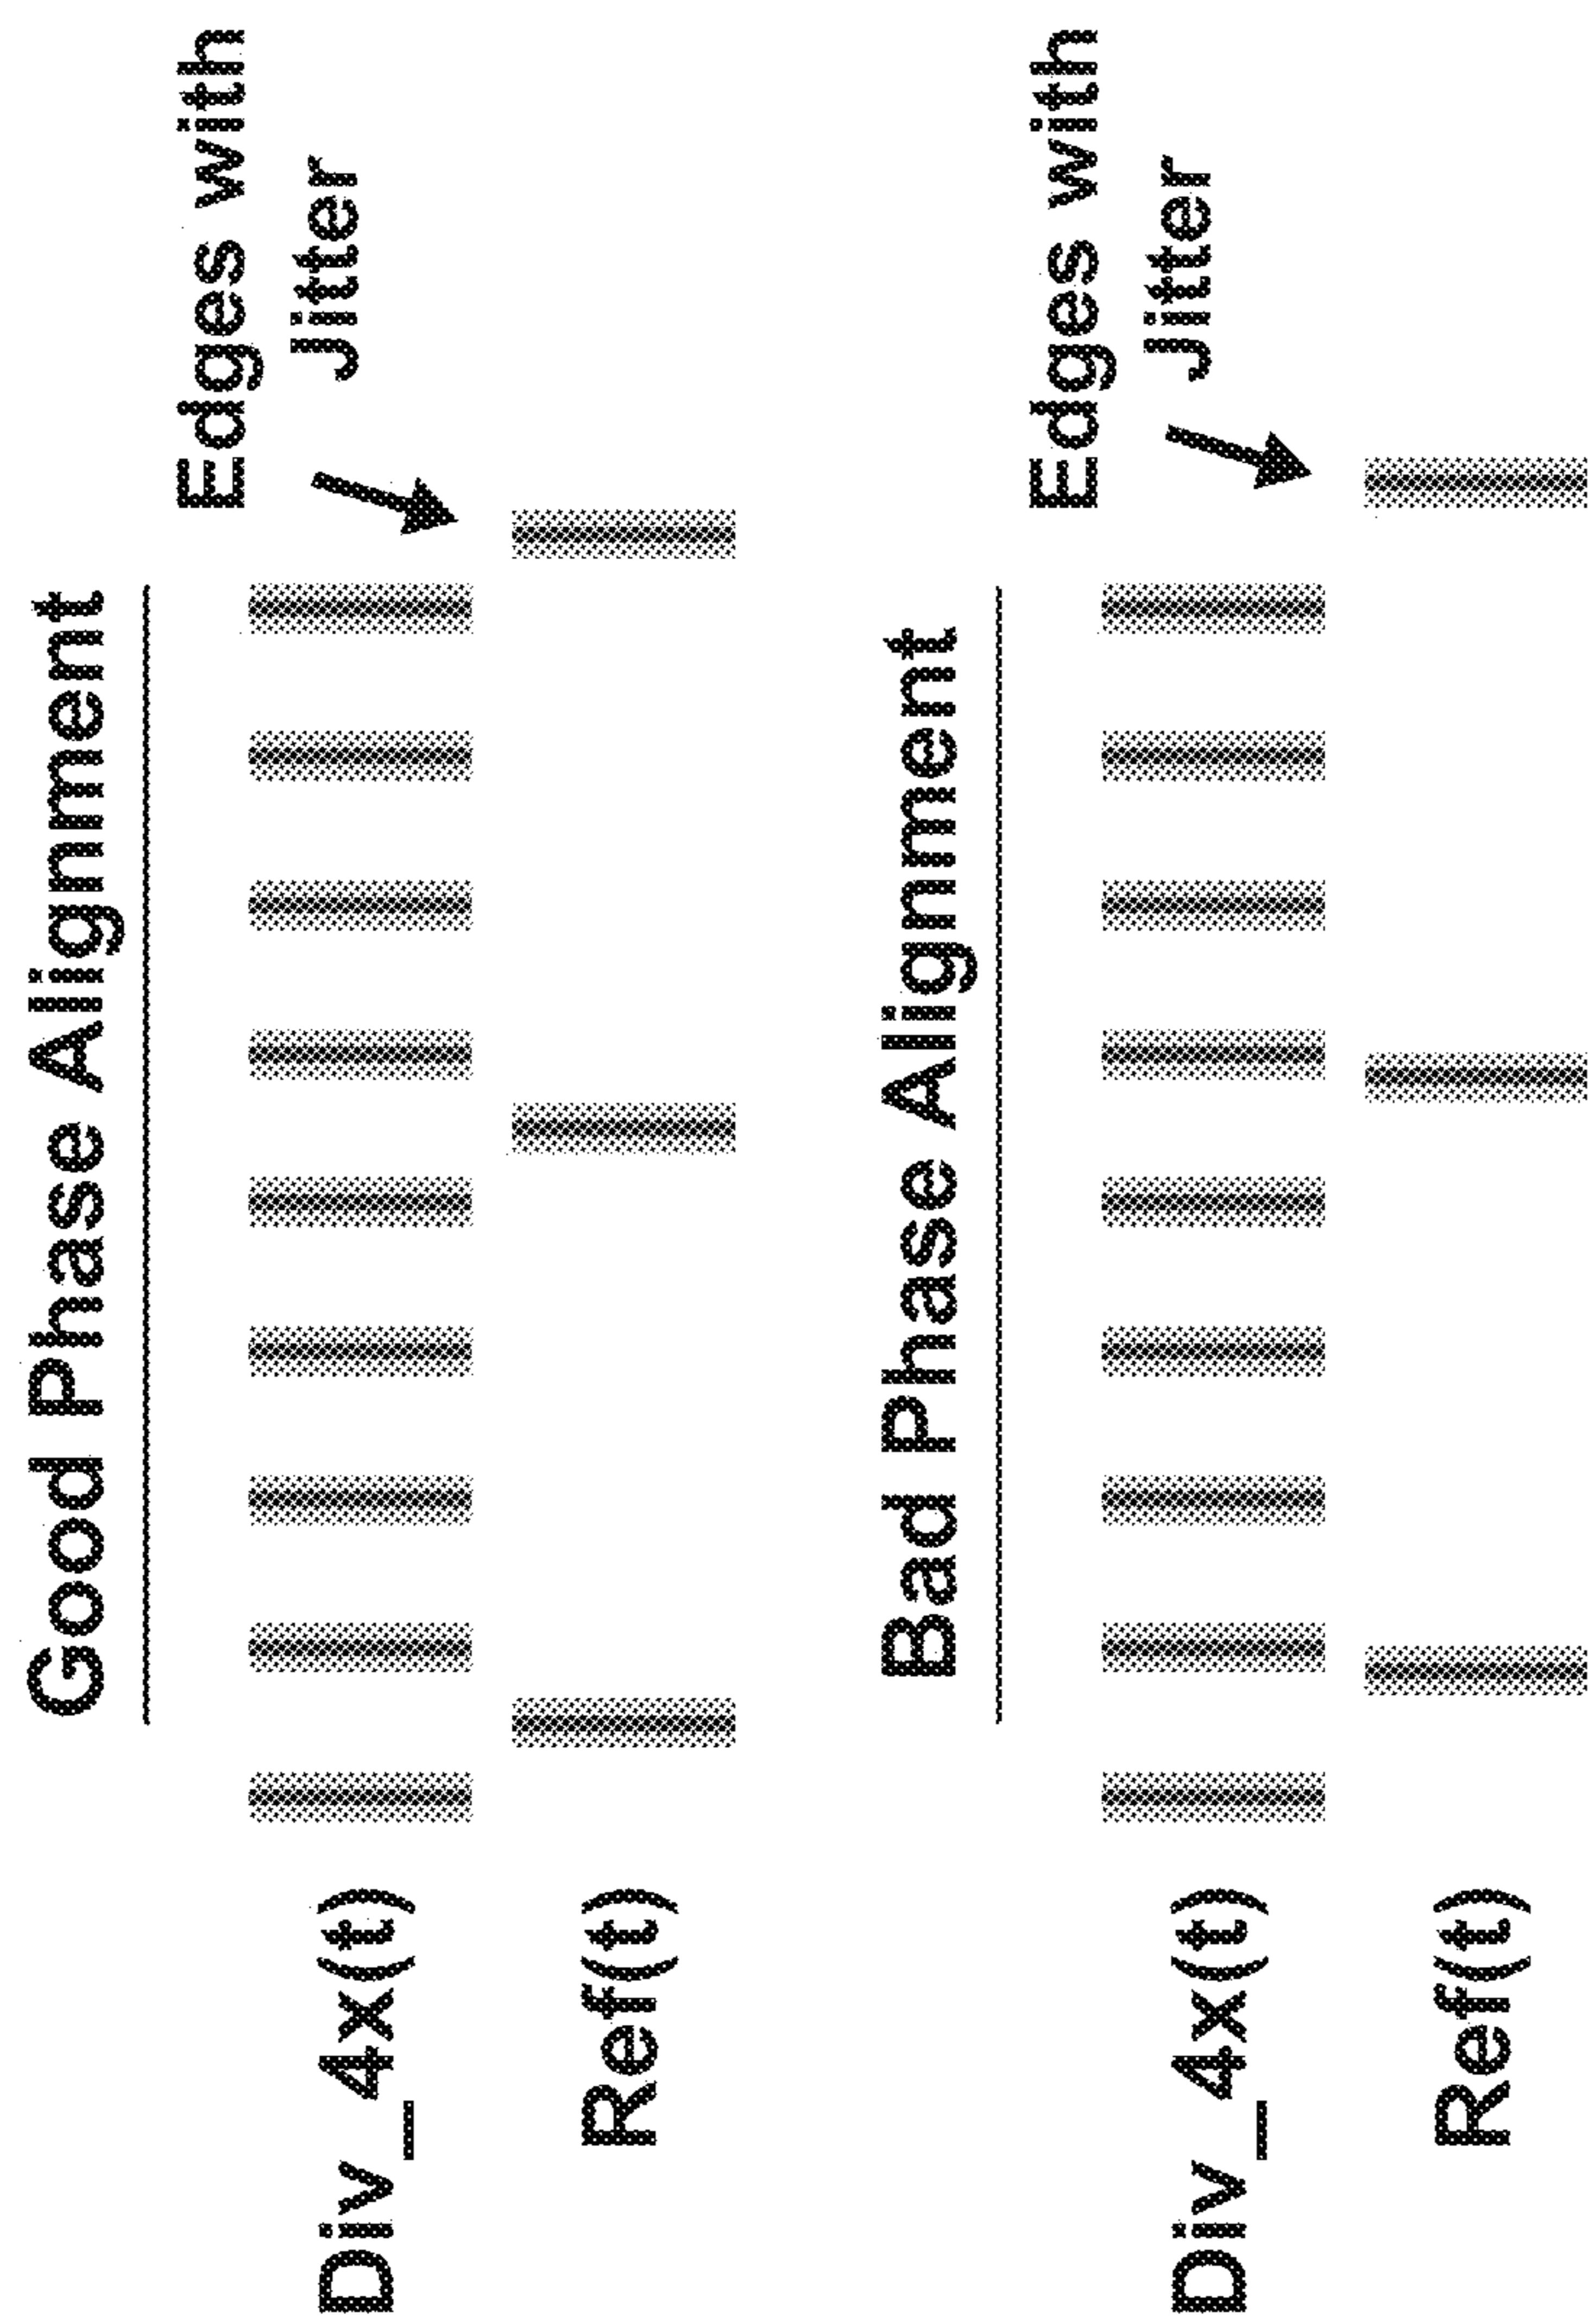 Good Phase Alignment
Edges with
Jitter
Div_4x(t)
Ref(t)
Bad Phase Alignment
Edges with
Jitter
Div_4x(t)
Ref(t)